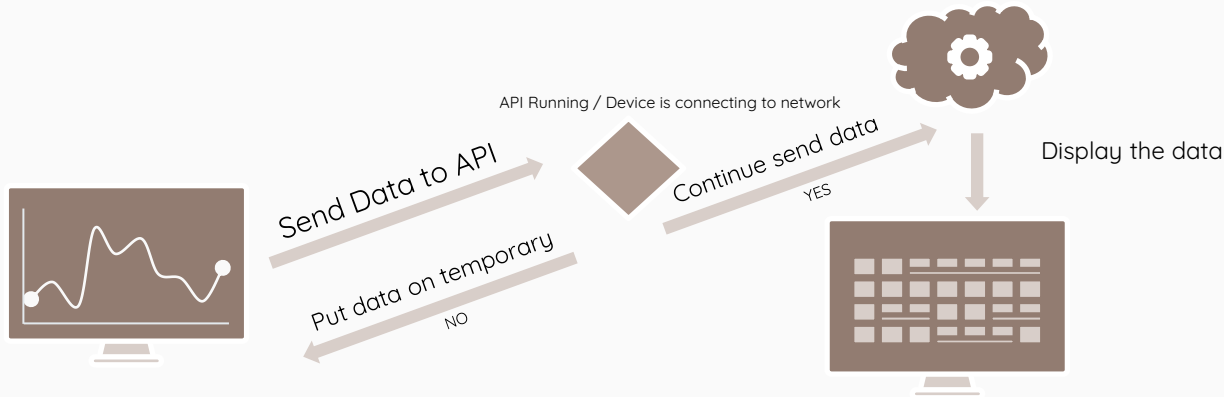 API Running / Device is connecting to network
Send Data to API
Continue send data
YES
Display the data
Put data on temporary
NO